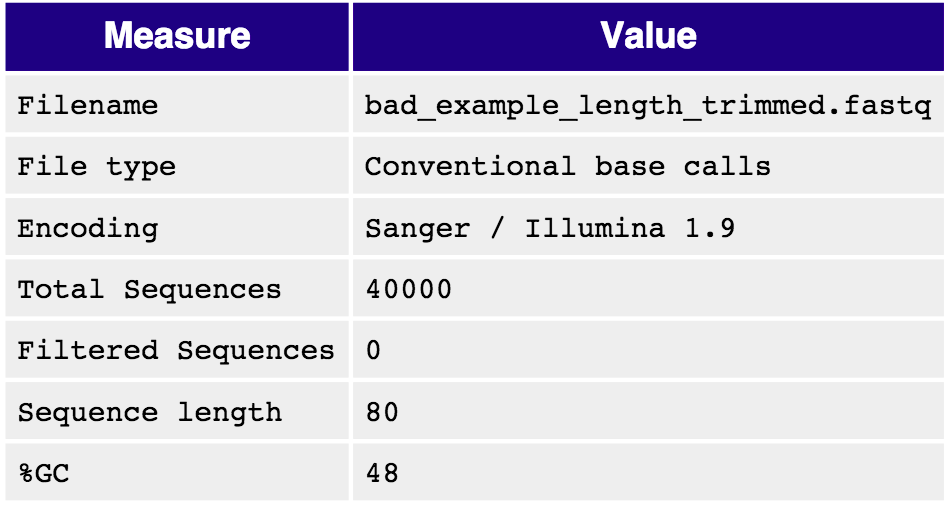 Measure Value
Filename bad_example_length_trimmed.fastq
File type Conventional base calls
Encoding Sanger / Illumina 1.9
Total Sequences 40000
Filtered Sequences 0
Sequence length 80
%GC 48